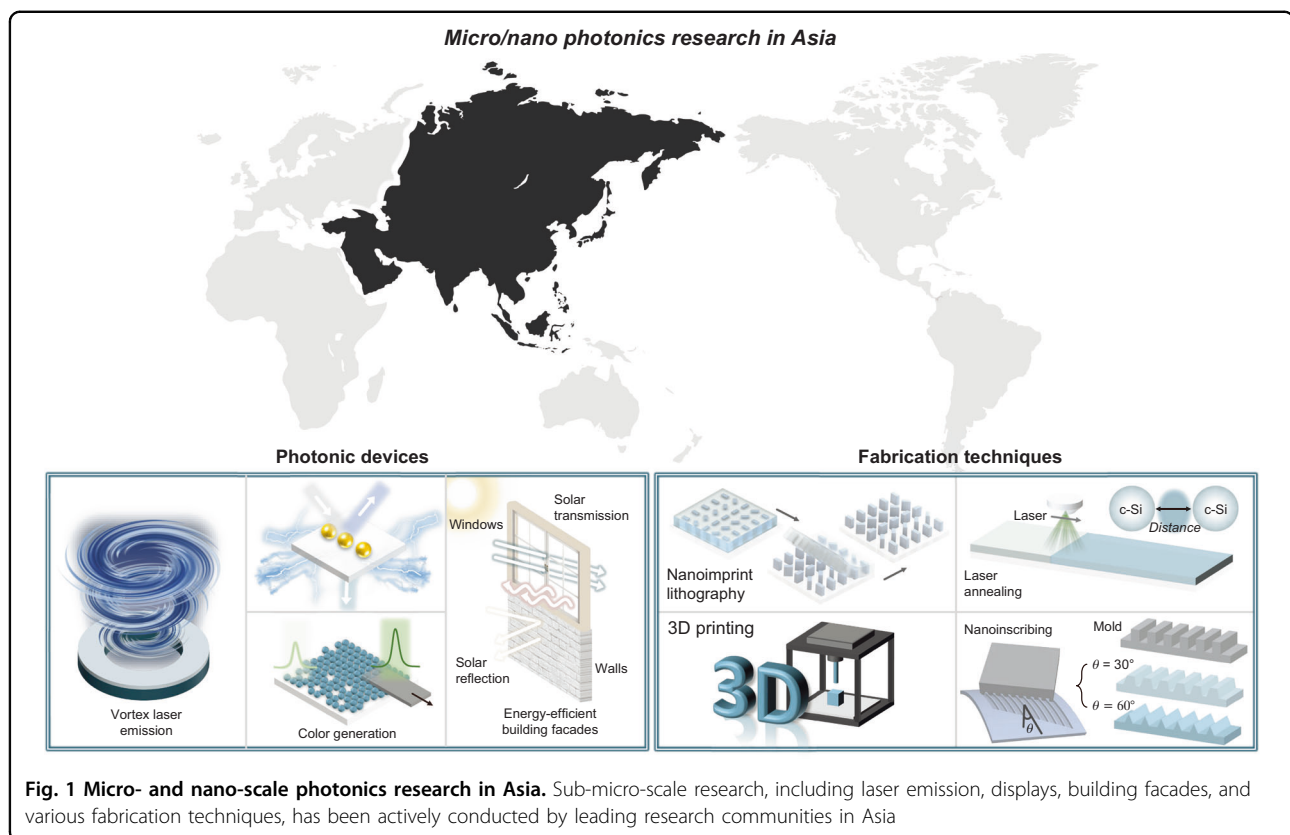 Micro/nano photonics research in Asia
Photonic devices
Vortex laser
emission
Color generation
Windows
Solar
transmission
Solar
reflection
Walls
Energy-efficient
building facades
Fabrication techniques
Nanoimprint
lithography
Laser
c-Si
c-Si
Distance
Laser
annealing
3D printing
3D
Nanoinscribing
θ
Mold
θ = 30°
θ = 60°
Fig. 1 Micro- and nano-scale photonics research in Asia. Sub-micro-scale research, including laser emission, displays, building facades, and
various fabrication techniques, has been actively conducted by leading research communities in Asia